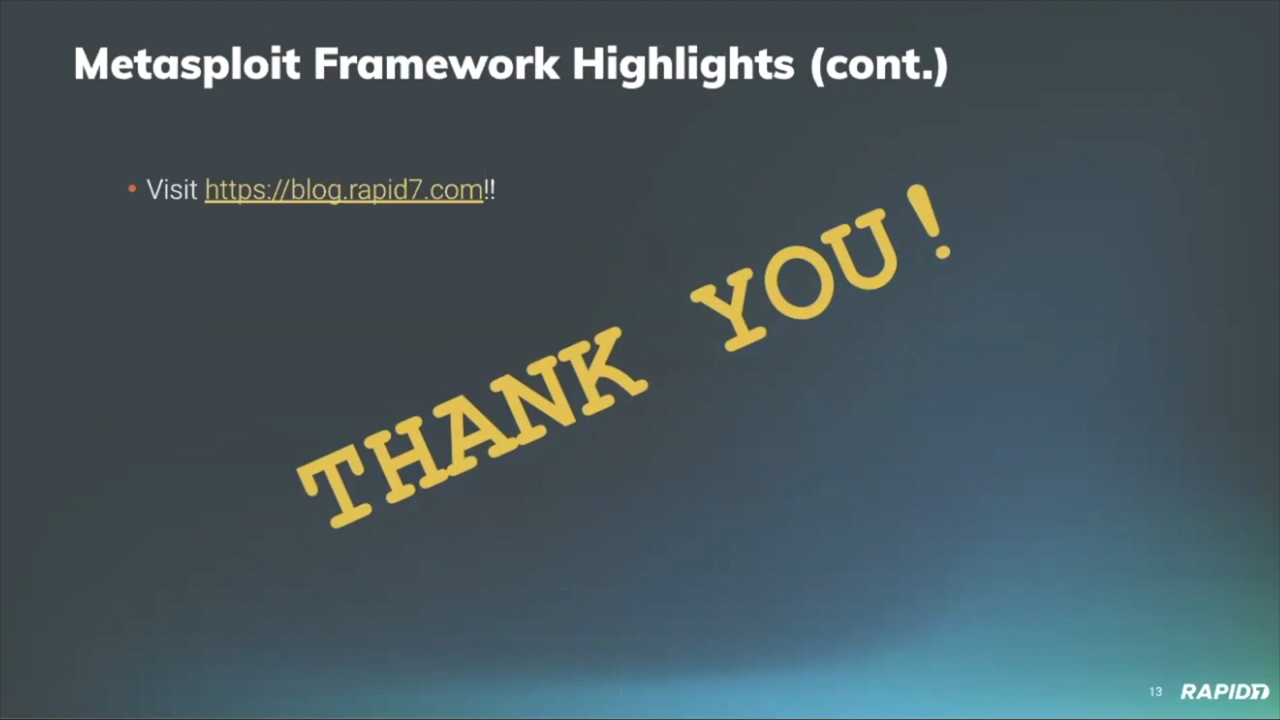 Metasploit Framework Highlights (cont.)
• Visit https://blog.rapid7.com!!
THANK YOU!
13 RAPID7